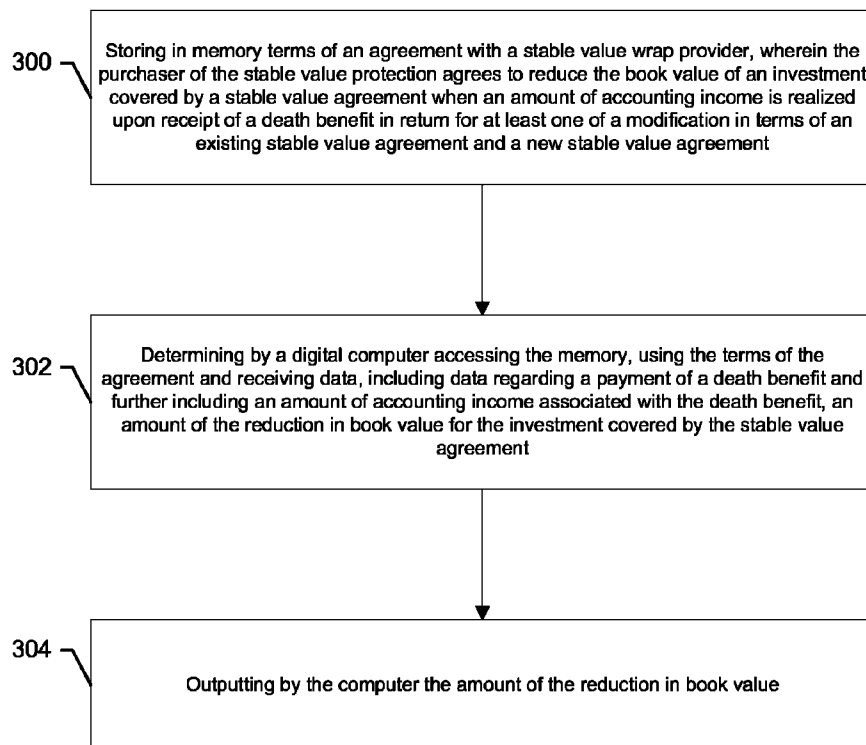 300
Storing in memory terms of an agreement with a stable value wrap provider, wherein the
purchaser of the stable value protection agrees to reduce the book value of an investment
covered by a stable value agreement when an amount of accounting income is realized
upon receipt of a death benefit in return for at least one of a modification in terms of an
existing stable value agreement and a new stable value agreement
302
Determining by a digital computer accessing the memory, using the terms of the
agreement and receiving data, including data regarding a payment of a death benefit and
further including an amount of accounting income associated with the death benefit, an
amount of the reduction in book value for the investment covered by the stable value
agreement
304
Outputting by the computer the amount of the reduction in book value